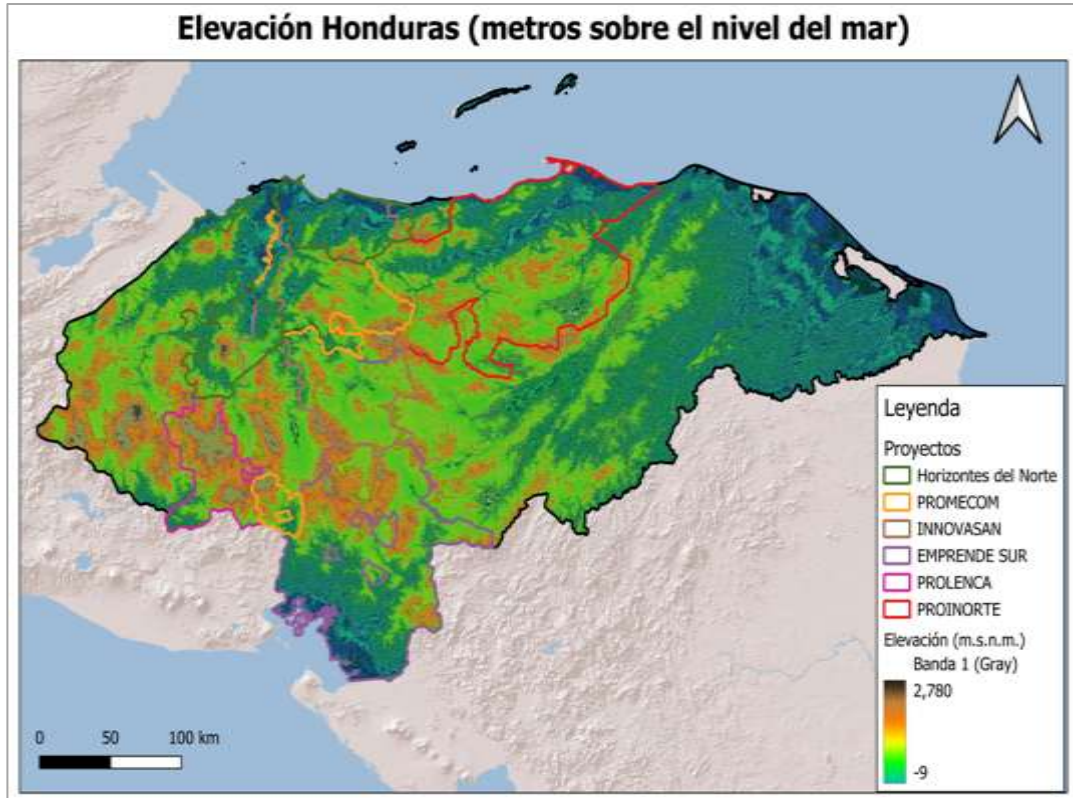 Elevación Honduras (metros sobre el nivel del mar)
Leyenda
Proyectos
Horizontes del Norte
PROMECOM
INNOVASAN
EMPRENDE SUR
PROLENCA
PROINORTE
Elevación (m.s.n.m.)
Banda 1 (Gray)
2,780
-9
0 50 100 km